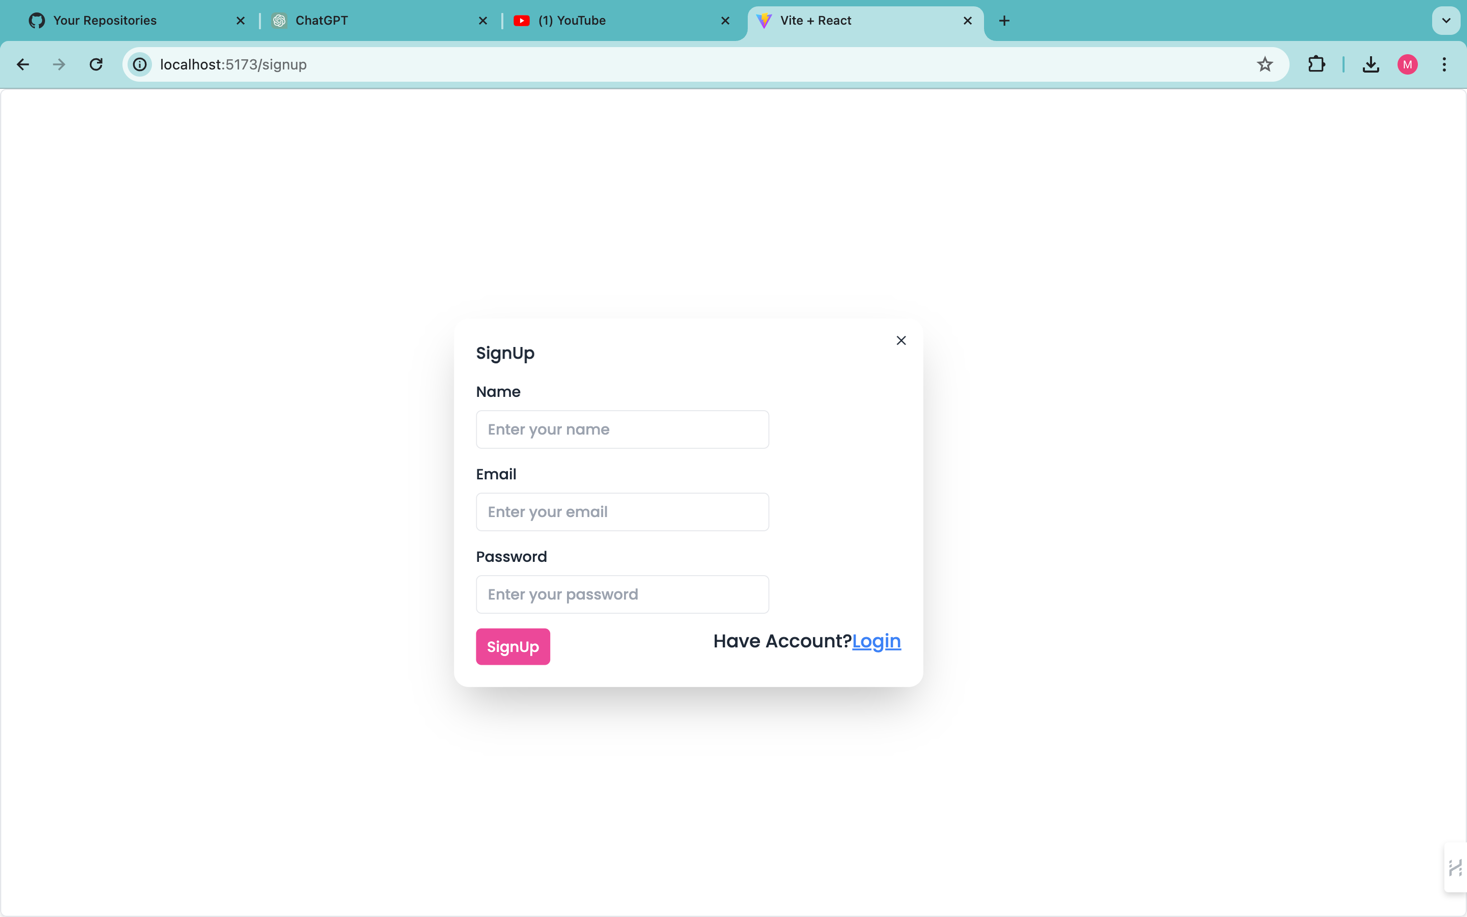 Your Repositories
ChatGPT
(1) YouTube
Vite + React
localhost:5173/signup
M
SignUp
Name
Enter your name
Email
Enter your email
Password
Enter your password
SignUp
Have Account?Login